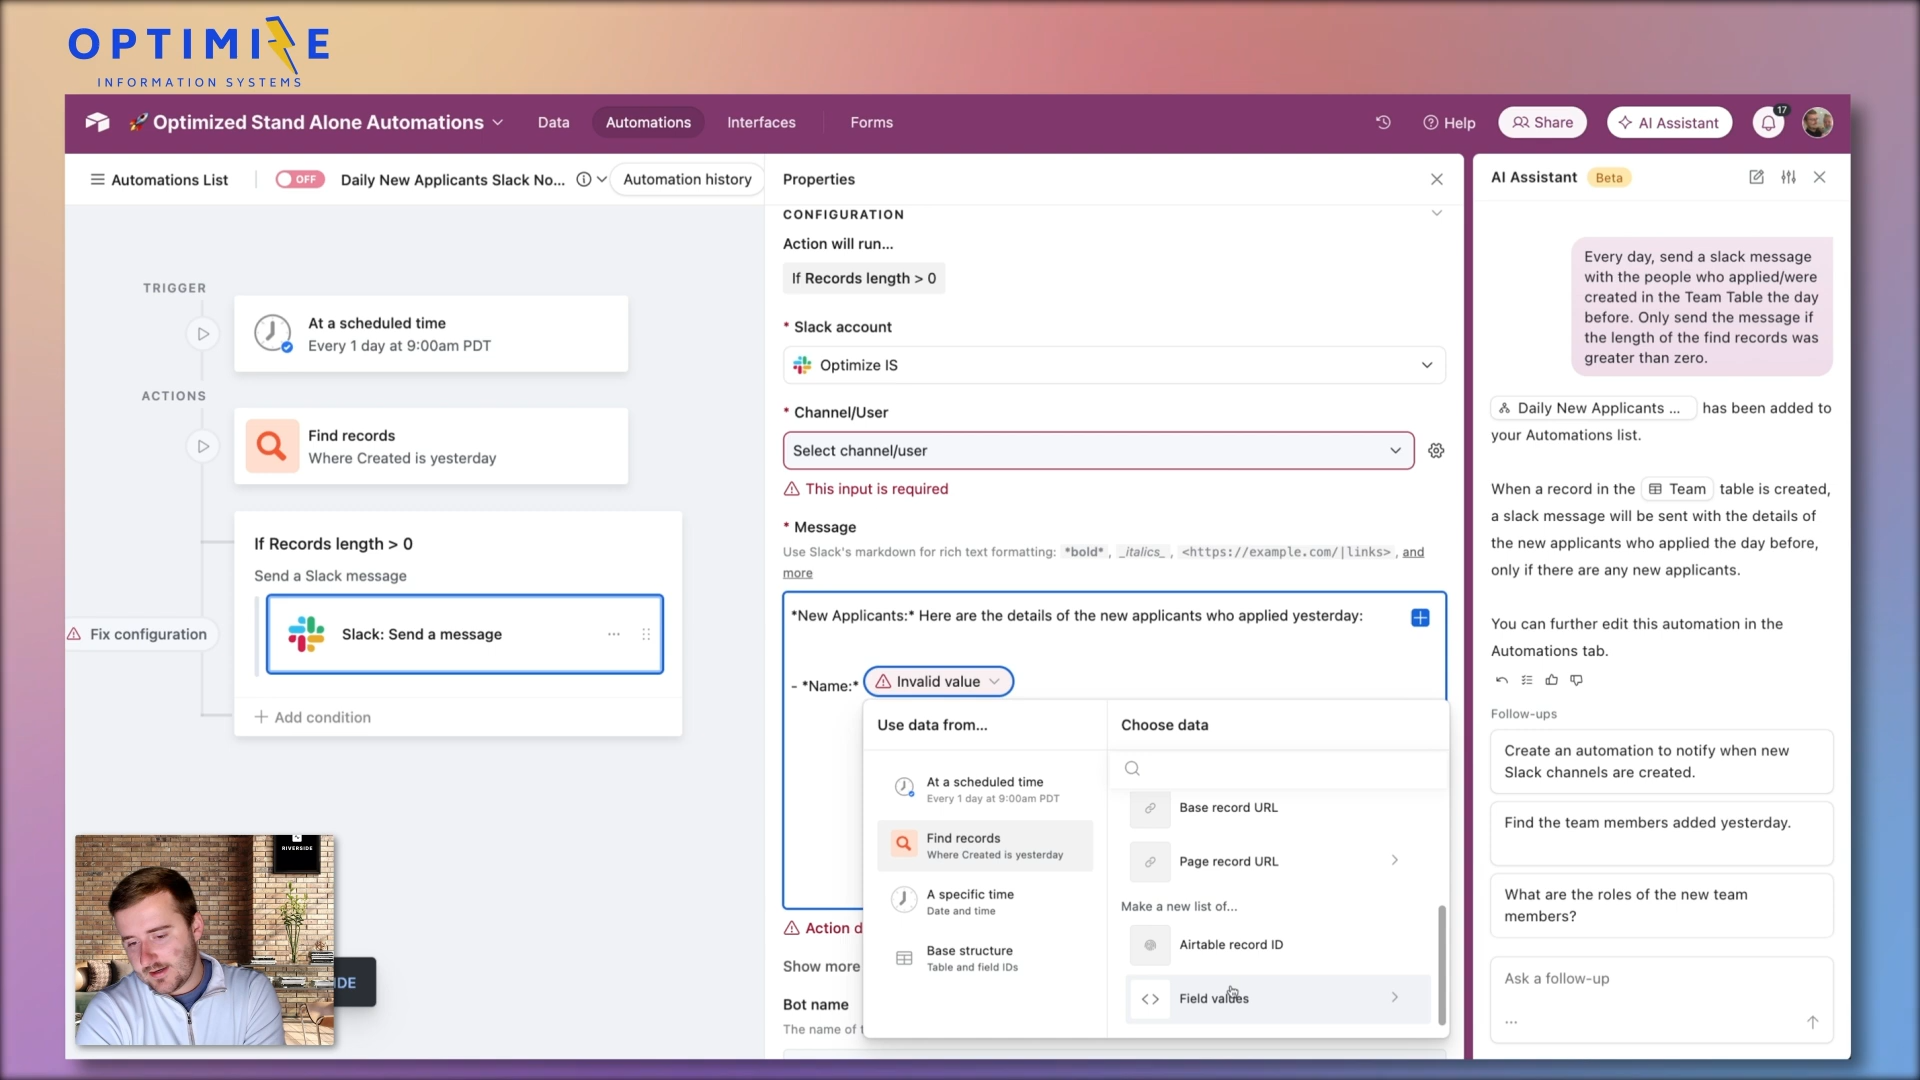 OPTIMIZE
INFORMATION SYSTEMS
🚀 Optimized Stand Alone Automations
Data
Automations
Interfaces
Forms
Help
Share
AI Assistant
17
Automations List
OFF
Daily New Applicants Slack No...
Automation history
TRIGGER
At a scheduled time
Every 1 day at 9:00am PDT
ACTIONS
Find records
Where Created is yesterday
If Records length > 0
Send a Slack message
Fix configuration
Slack: Send a message
Add condition
RIVERSIDE
IDE
Properties
CONFIGURATION
Action will run...
If Records length > 0
* Slack account
Optimize IS
* Channel/User
Select channel/user
This input is required
* Message
Use Slack's markdown for rich text formatting: *bold* , _italics_ , <https://example.com/|links> , and
more
*New Applicants:* Here are the details of the new applicants who applied yesterday:
- *Name:* Invalid value
Action d
Show more
Bot name
The name of t
Use data from...
At a scheduled time
Every 1 day at 9:00am PDT
Find records
Where Created is yesterday
A specific time
Date and time
Base structure
Table and field IDs
Choose data
Base record URL
Page record URL
Make a new list of...
Airtable record ID
Field values
AI Assistant Beta
Every day, send a slack message
with the people who applied/were
created in the Team Table the day
before. Only send the message if
the length of the find records was
greater than zero.
Daily New Applicants ... has been added to
your Automations list.
When a record in the Team table is created,
a slack message will be sent with the details of
the new applicants who applied the day before,
only if there are any new applicants.
You can further edit this automation in the
Automations tab.
Follow-ups
Create an automation to notify when new
Slack channels are created.
Find the team members added yesterday.
What are the roles of the new team
members?
Ask a follow-up